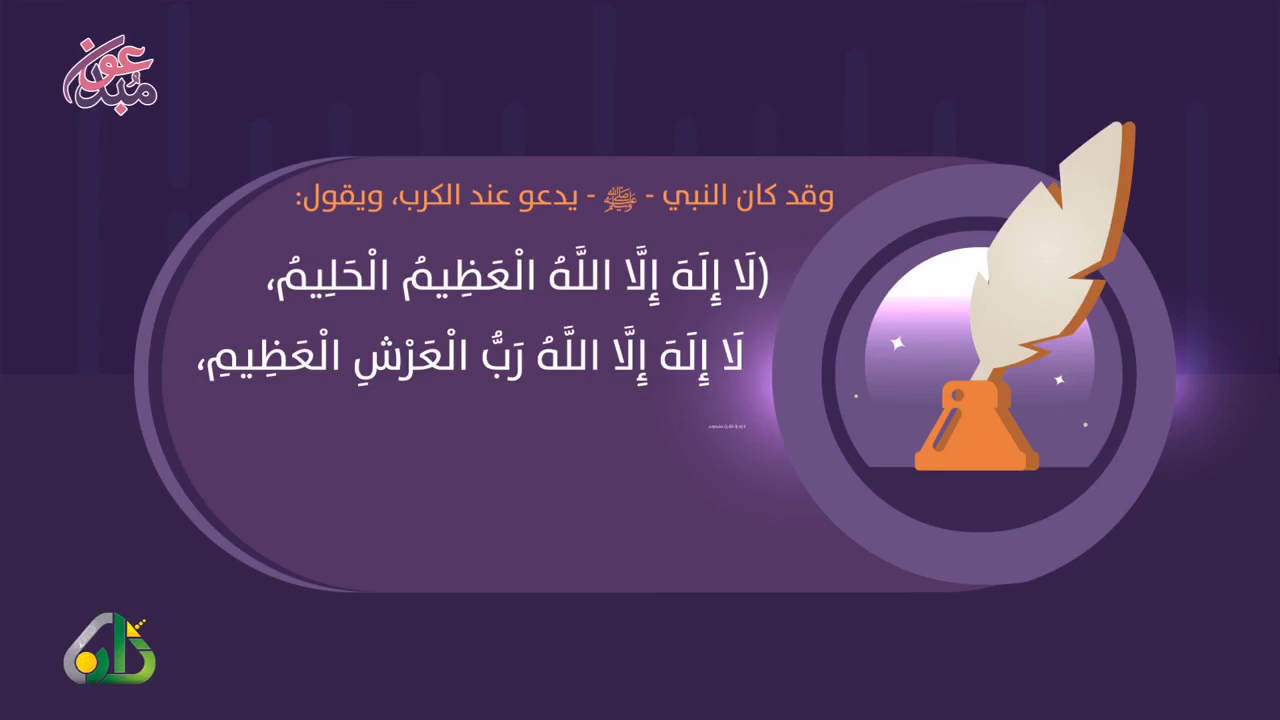 مبدعون
وقد كان النبي - ﷺ - يدعو عند الكرب، ويقول:
(لَا إِلَهَ إِلَّا اللَّهُ الْعَظِيمُ الْحَلِيمُ،
لَا إِلَهَ إِلَّا اللَّهُ رَبُّ الْعَرْشِ الْعَظِيمِ،